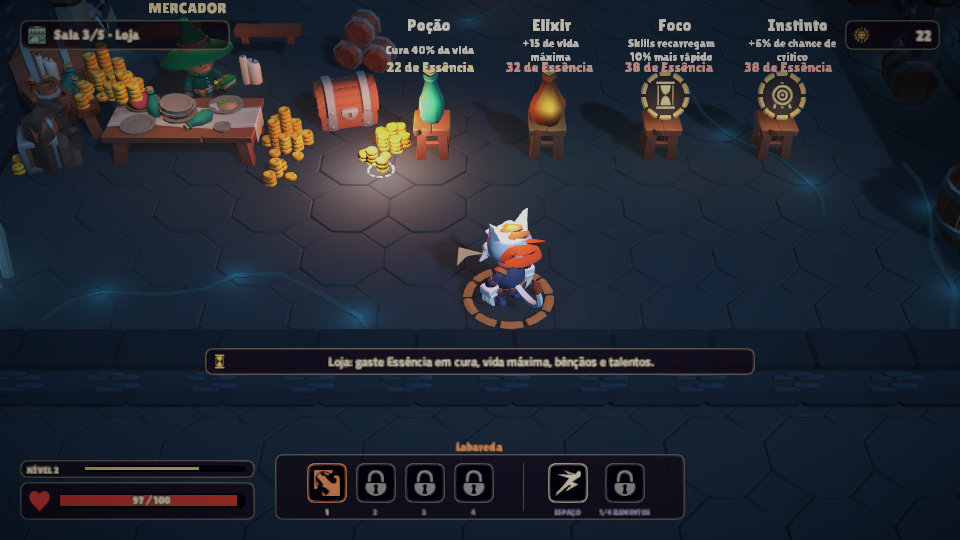 MERCADOR
Sala 3/5 - Loja
Poção
Cura 40% da vida
22 de Essência
Elixir
+15 de vida
máxima
32 de Essência
Foco
Skills recarregam
10% mais rápido
38 de Essência
Instinto
+6% de chance de
crítico
38 de Essência
22
Loja: gaste Essência em cura, vida máxima, bênçãos e talentos.
Labareda
NÍVEL 2
97 / 100
1
2
3
4
ESPAÇO
1/4 ELEMENTOS